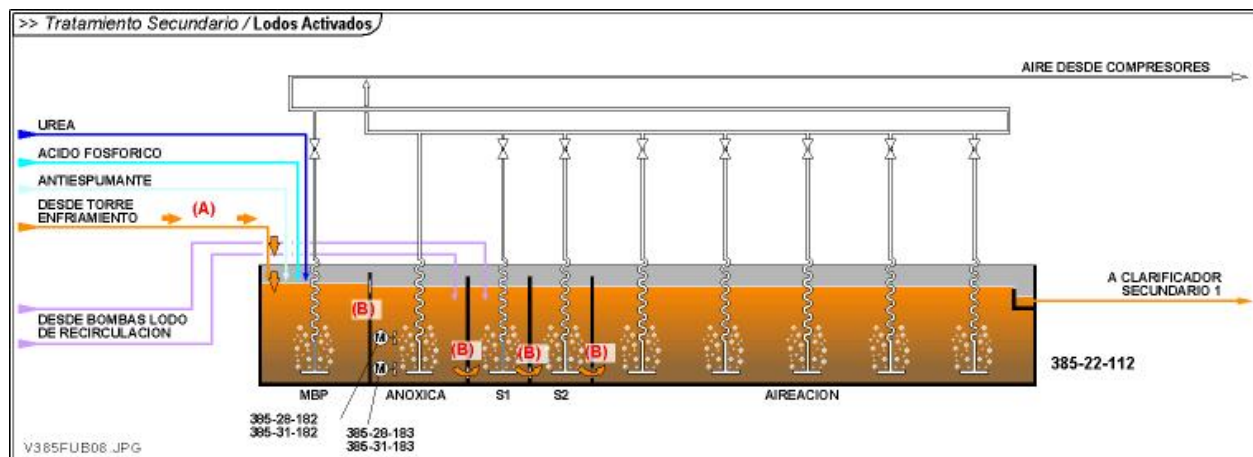 >> Tratamiento Secundario / Lodos Activados
AIRE DESDE COMPRESORES
UREA
ACIDO FOSFORICO
ANTIESPUMANTE
DESDE TORRE
ENFRIAMIENTO
(A)
A CLARIFICADOR
SECUNDARIO 1
DESDE BOMBAS LODO
DE RECIRCULACION
(B)
M
(B)
(B)
(B)
M
385-22-112
MBP
ANOXICA
S1
S2
AIREACION
385-28-182
385-31-182
385-28-183
385-31-183
V385FUB08.JPG